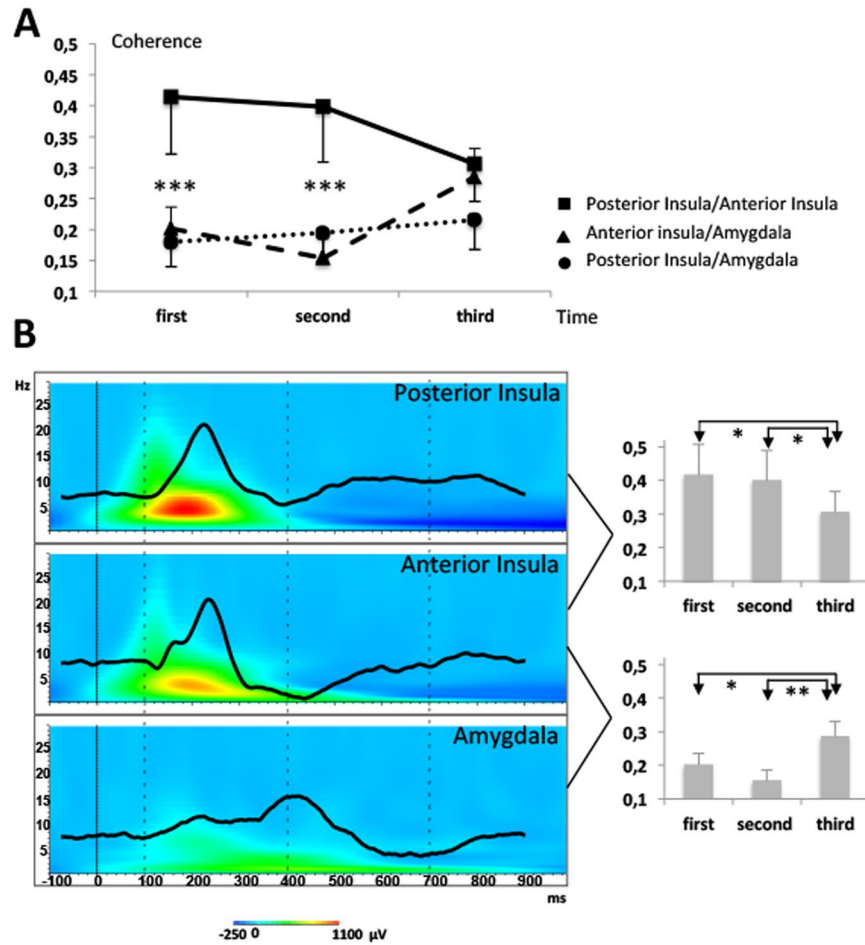 A
Coherence
0,5
0,45
0,4
0,35
0,3
0,25
0,2
0,15
0,1
*** ***
first second third Time
Posterior Insula/Anterior Insula
Anterior insula/Amygdala
Posterior Insula/Amygdala
B
Hz
25
20
15
10
5
Posterior Insula
25
20
15
10
5
Anterior Insula
25
20
15
10
5
Amygdala
-100 0 100 200 300 400 500 600 700 800 900
ms
-250 0 1100 µV
* *
0,5
0,4
0,3
0,2
0,1
first second third
* **
0,5
0,4
0,3
0,2
0,1
first second third